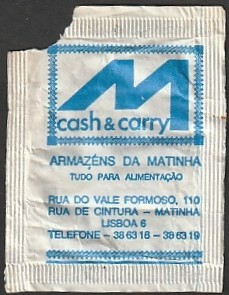 M
cash & carry
ARMAZÉNS DA MATINHA
TUDO PARA ALIMENTAÇÃO
RUA DO VALE FORMOSO, 110
RUA DE CINTURA – MATINHA
LISBOA 6
TELEFONE – 38 63 18 – 38 63 19